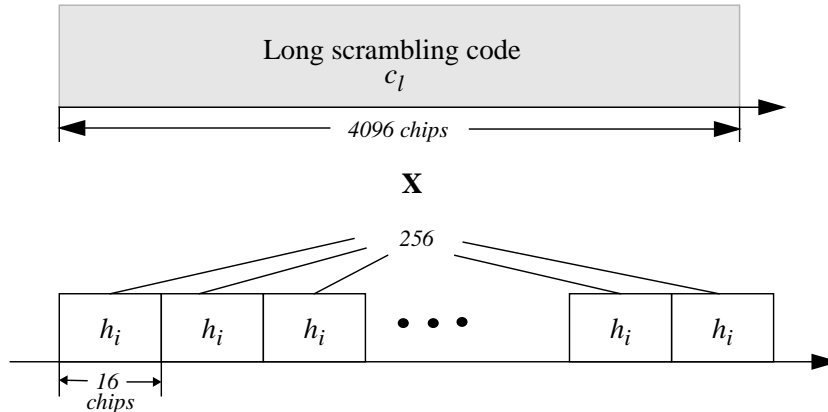 Long scrambling code
c_l
4096 chips
X
256
h_i h_i h_i • • • h_i h_i
16
chips